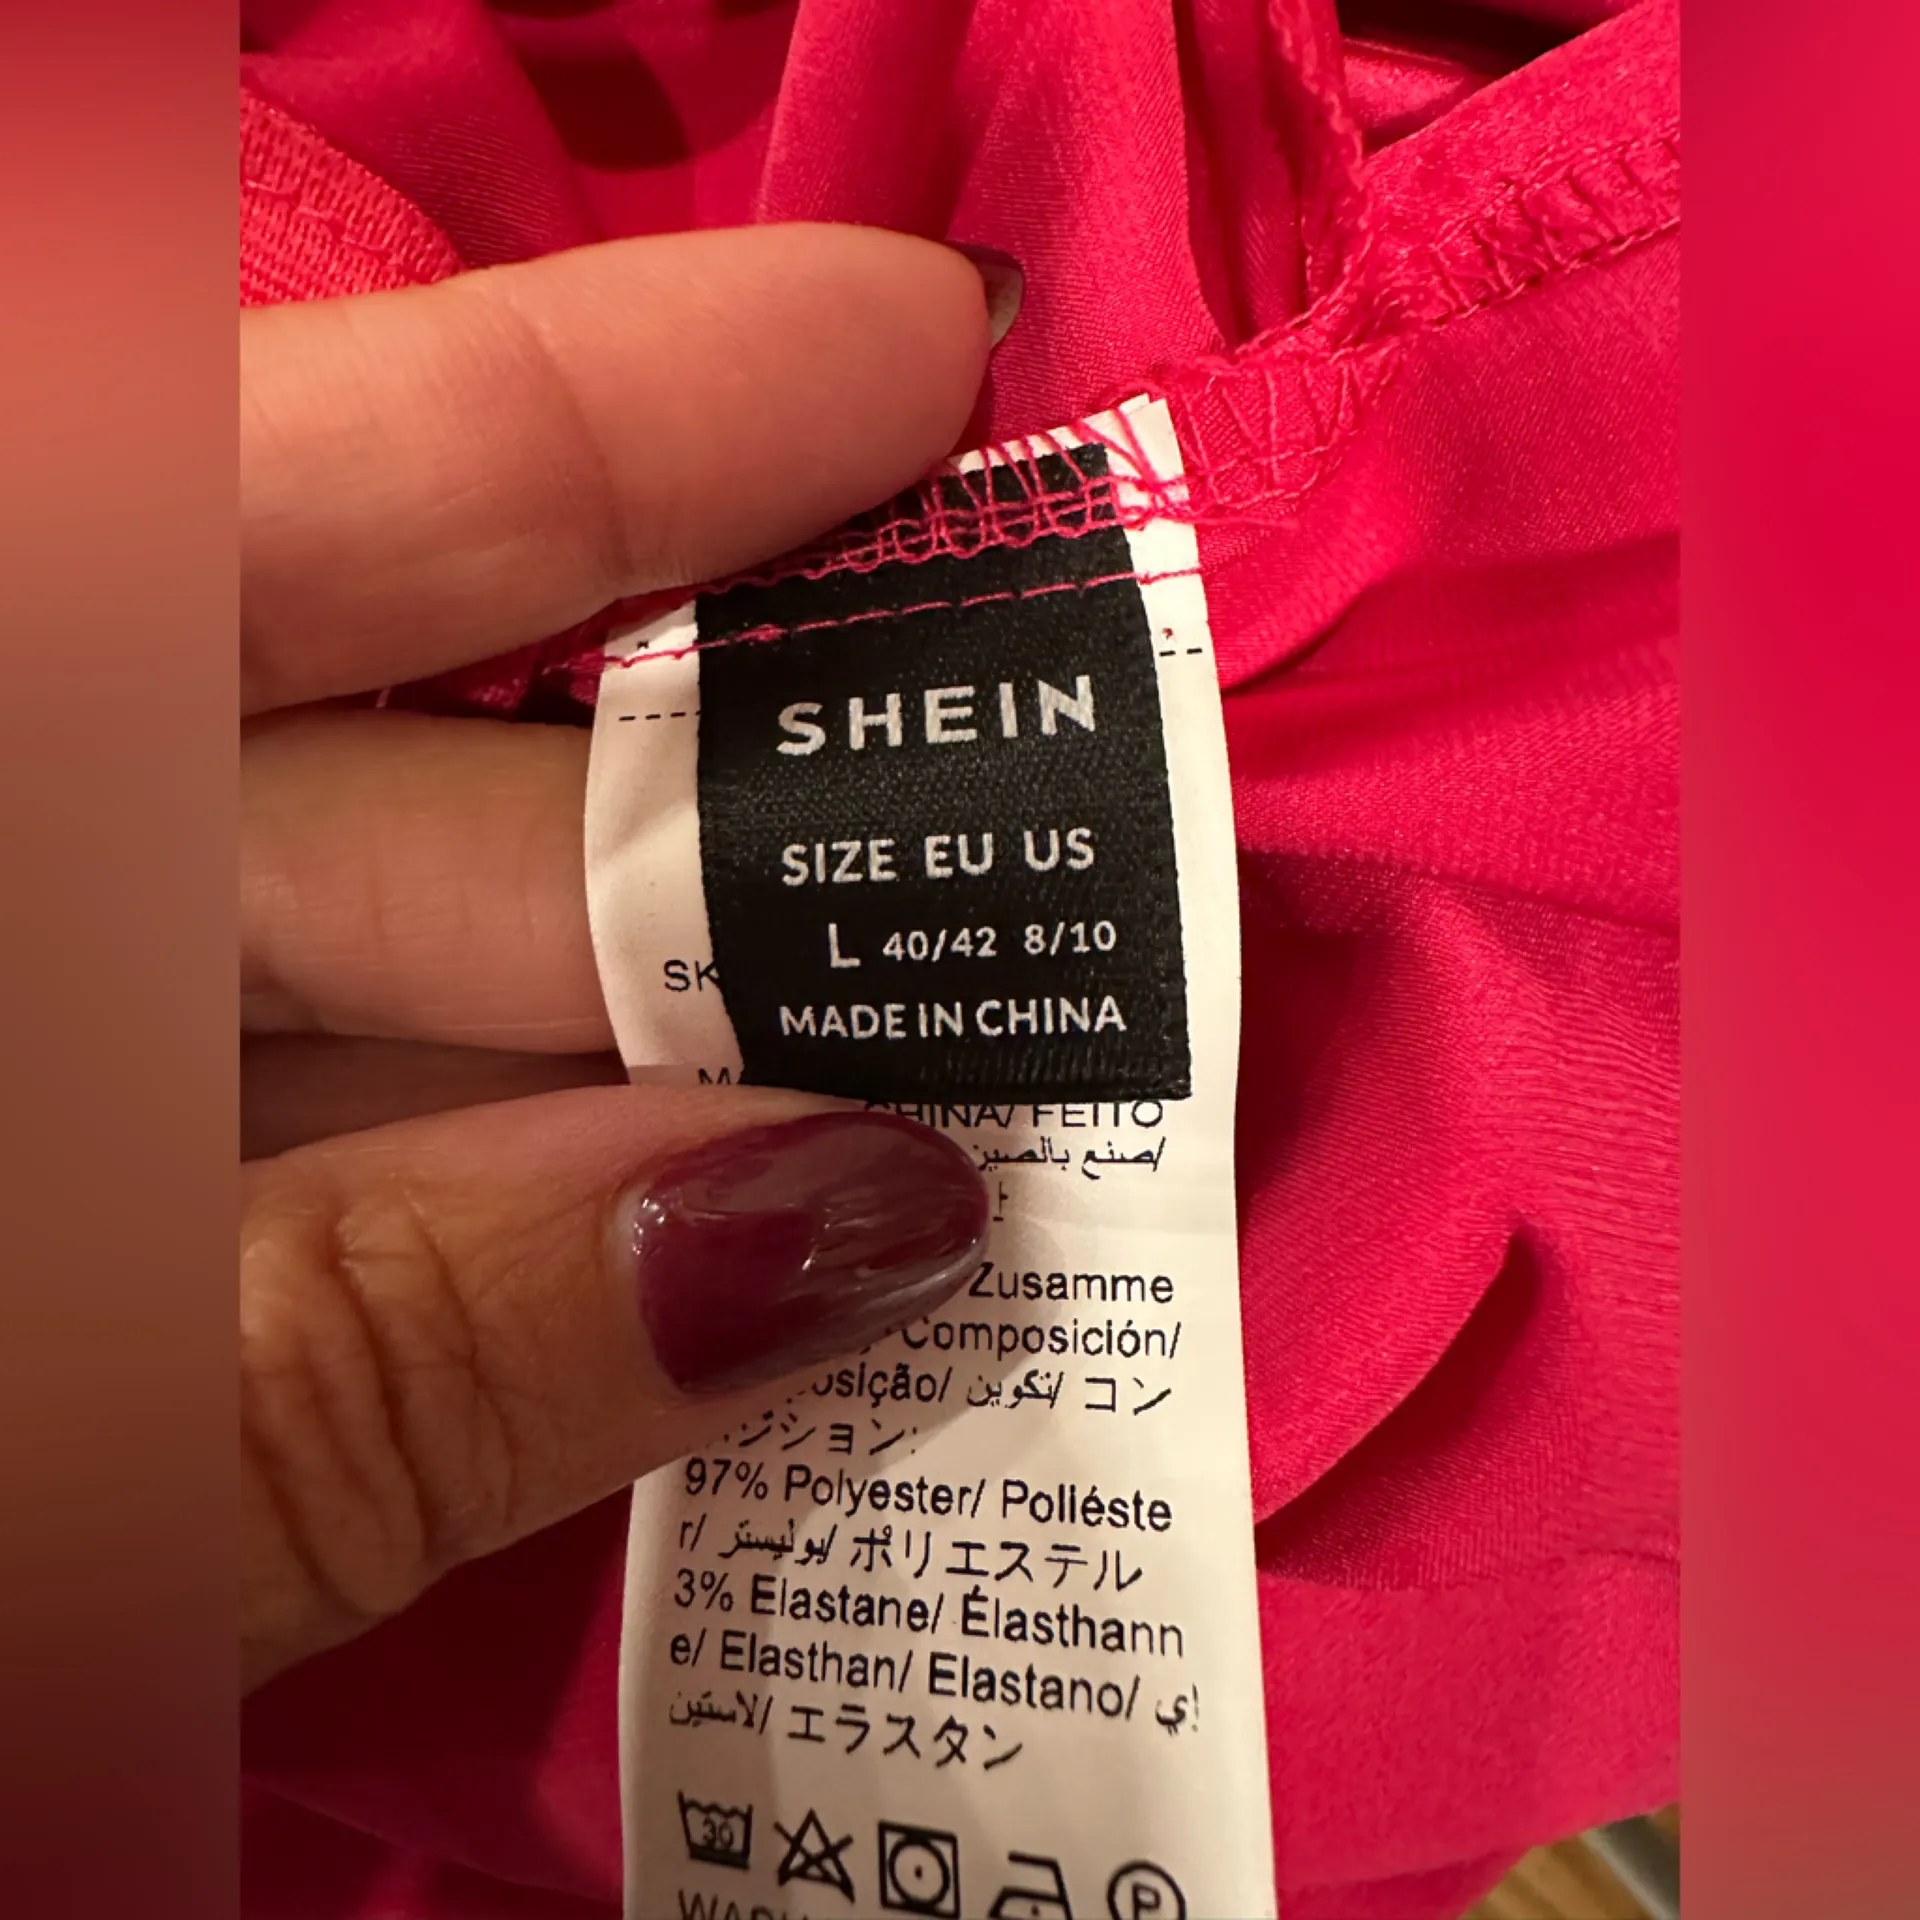 SHEIN
SIZE EU US
L 40/42 8/10
MADE IN CHINA
CHINA/ FEITO
/صنع بالصين
Zusamme
Composición/
/تكوين/ コン
ジション:
97% Polyester/ Poliéste
r/ بوليستر/ ポリエステル
3% Elastane/ Élasthann
e/ Elasthan/ Elastano/ إي
لاستين/ エラスタン
30
P